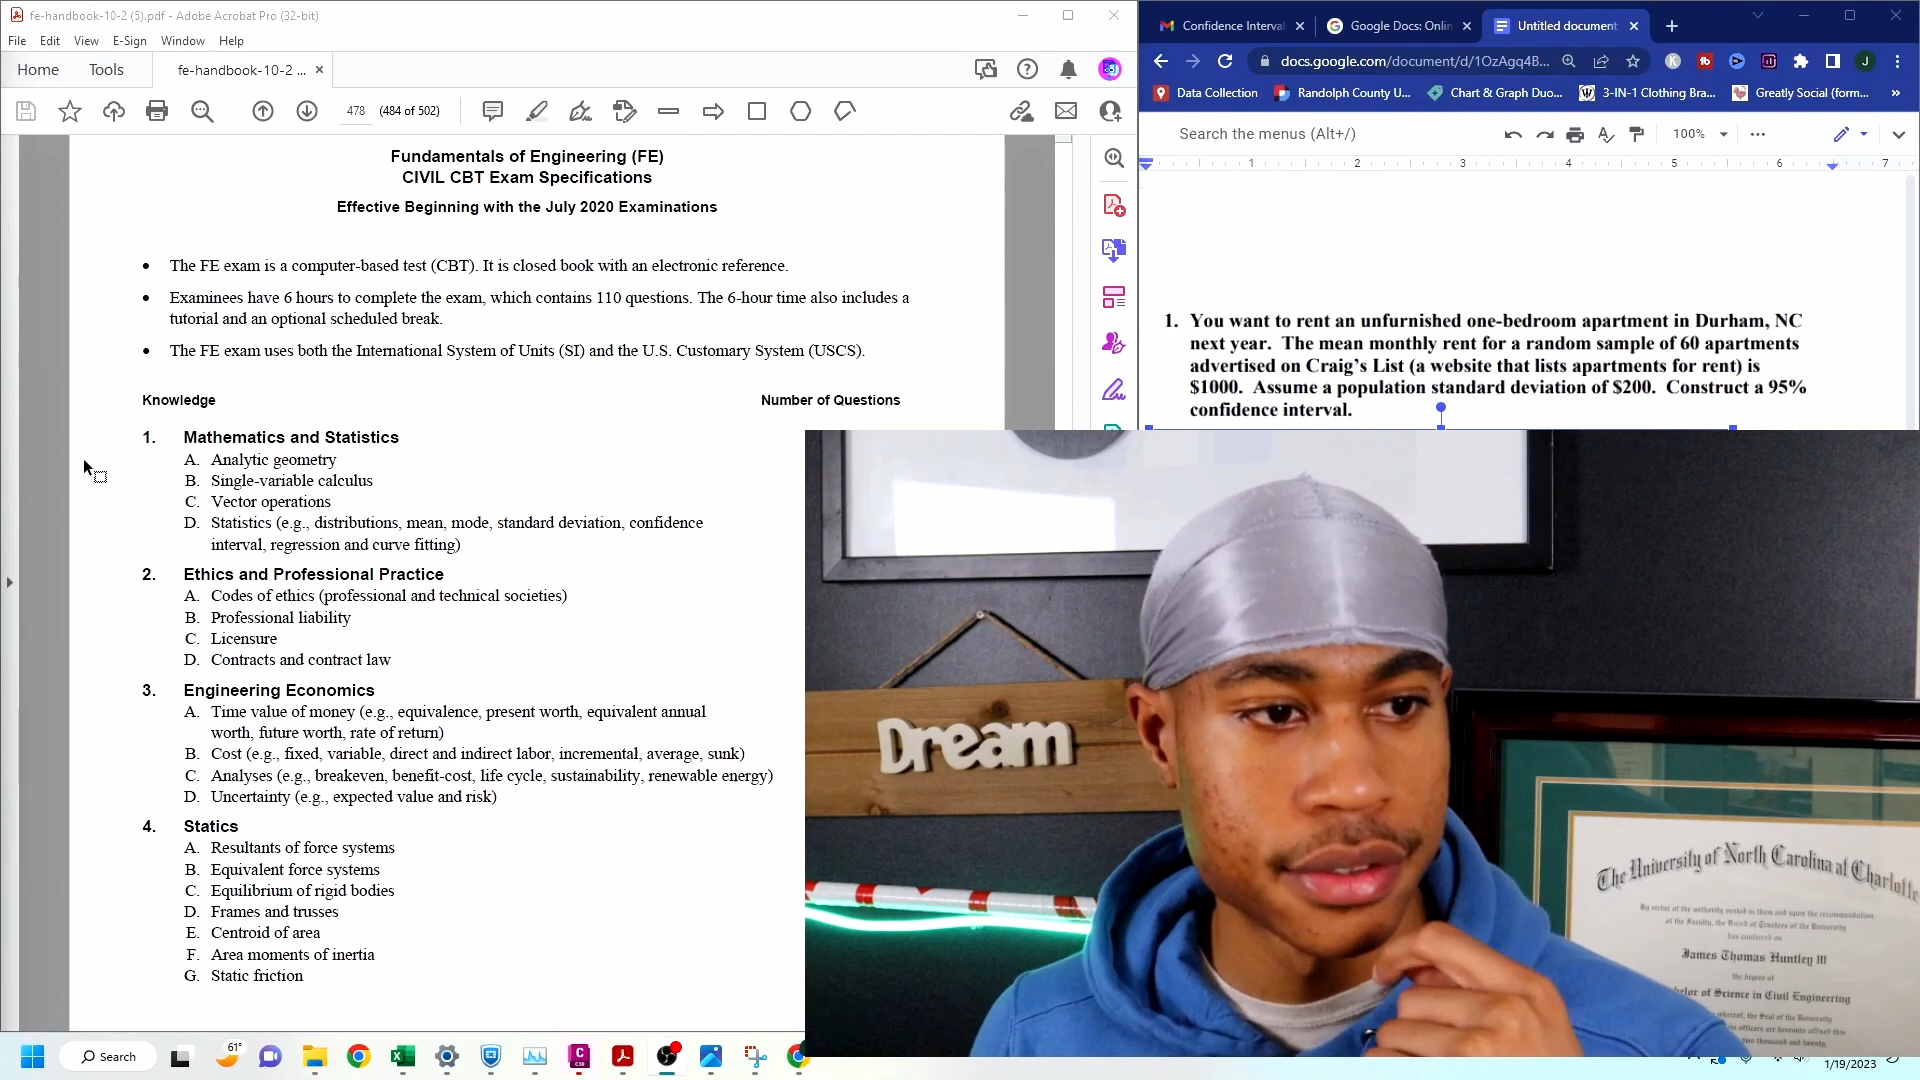 fe-handbook-10-2 (5).pdf - Adobe Acrobat Pro (32-bit)
File Edit View E-Sign Window Help
Home Tools fe-handbook-10-2 ... ×
478 (484 of 502)
Fundamentals of Engineering (FE)
CIVIL CBT Exam Specifications
Effective Beginning with the July 2020 Examinations
• The FE exam is a computer-based test (CBT). It is closed book with an electronic reference.
• Examinees have 6 hours to complete the exam, which contains 110 questions. The 6-hour time also includes a
tutorial and an optional scheduled break.
• The FE exam uses both the International System of Units (SI) and the U.S. Customary System (USCS).
Knowledge Number of Questions
1. Mathematics and Statistics
A. Analytic geometry
B. Single-variable calculus
C. Vector operations
D. Statistics (e.g., distributions, mean, mode, standard deviation, confidence
interval, regression and curve fitting)
2. Ethics and Professional Practice
A. Codes of ethics (professional and technical societies)
B. Professional liability
C. Licensure
D. Contracts and contract law
3. Engineering Economics
A. Time value of money (e.g., equivalence, present worth, equivalent annual
worth, future worth, rate of return)
B. Cost (e.g., fixed, variable, direct and indirect labor, incremental, average, sunk)
C. Analyses (e.g., breakeven, benefit-cost, life cycle, sustainability, renewable energy)
D. Uncertainty (e.g., expected value and risk)
4. Statics
A. Resultants of force systems
B. Equivalent force systems
C. Equilibrium of rigid bodies
D. Frames and trusses
E. Centroid of area
F. Area moments of inertia
G. Static friction
Confidence Interva Google Docs: Onlin Untitled document
docs.google.com/document/d/1OzAgq4B...
Data Collection Randolph County U... Chart & Graph Duo... 3-IN-1 Clothing Bra... Greatly Social (form... »
Search the menus (Alt+/) 100%
1 2 3 4 5 6 7
1. You want to rent an unfurnished one-bedroom apartment in Durham, NC
next year. The mean monthly rent for a random sample of 60 apartments
advertised on Craig's List (a website that lists apartments for rent) is
$1000. Assume a population standard deviation of $200. Construct a 95%
confidence interval.
Dream
The University of North Carolina at Charlotte
James Thomas Huntley III
the degree of
Bachelor of Science in Civil Engineering
two thousand and twenty
Search
61°
1/19/2023